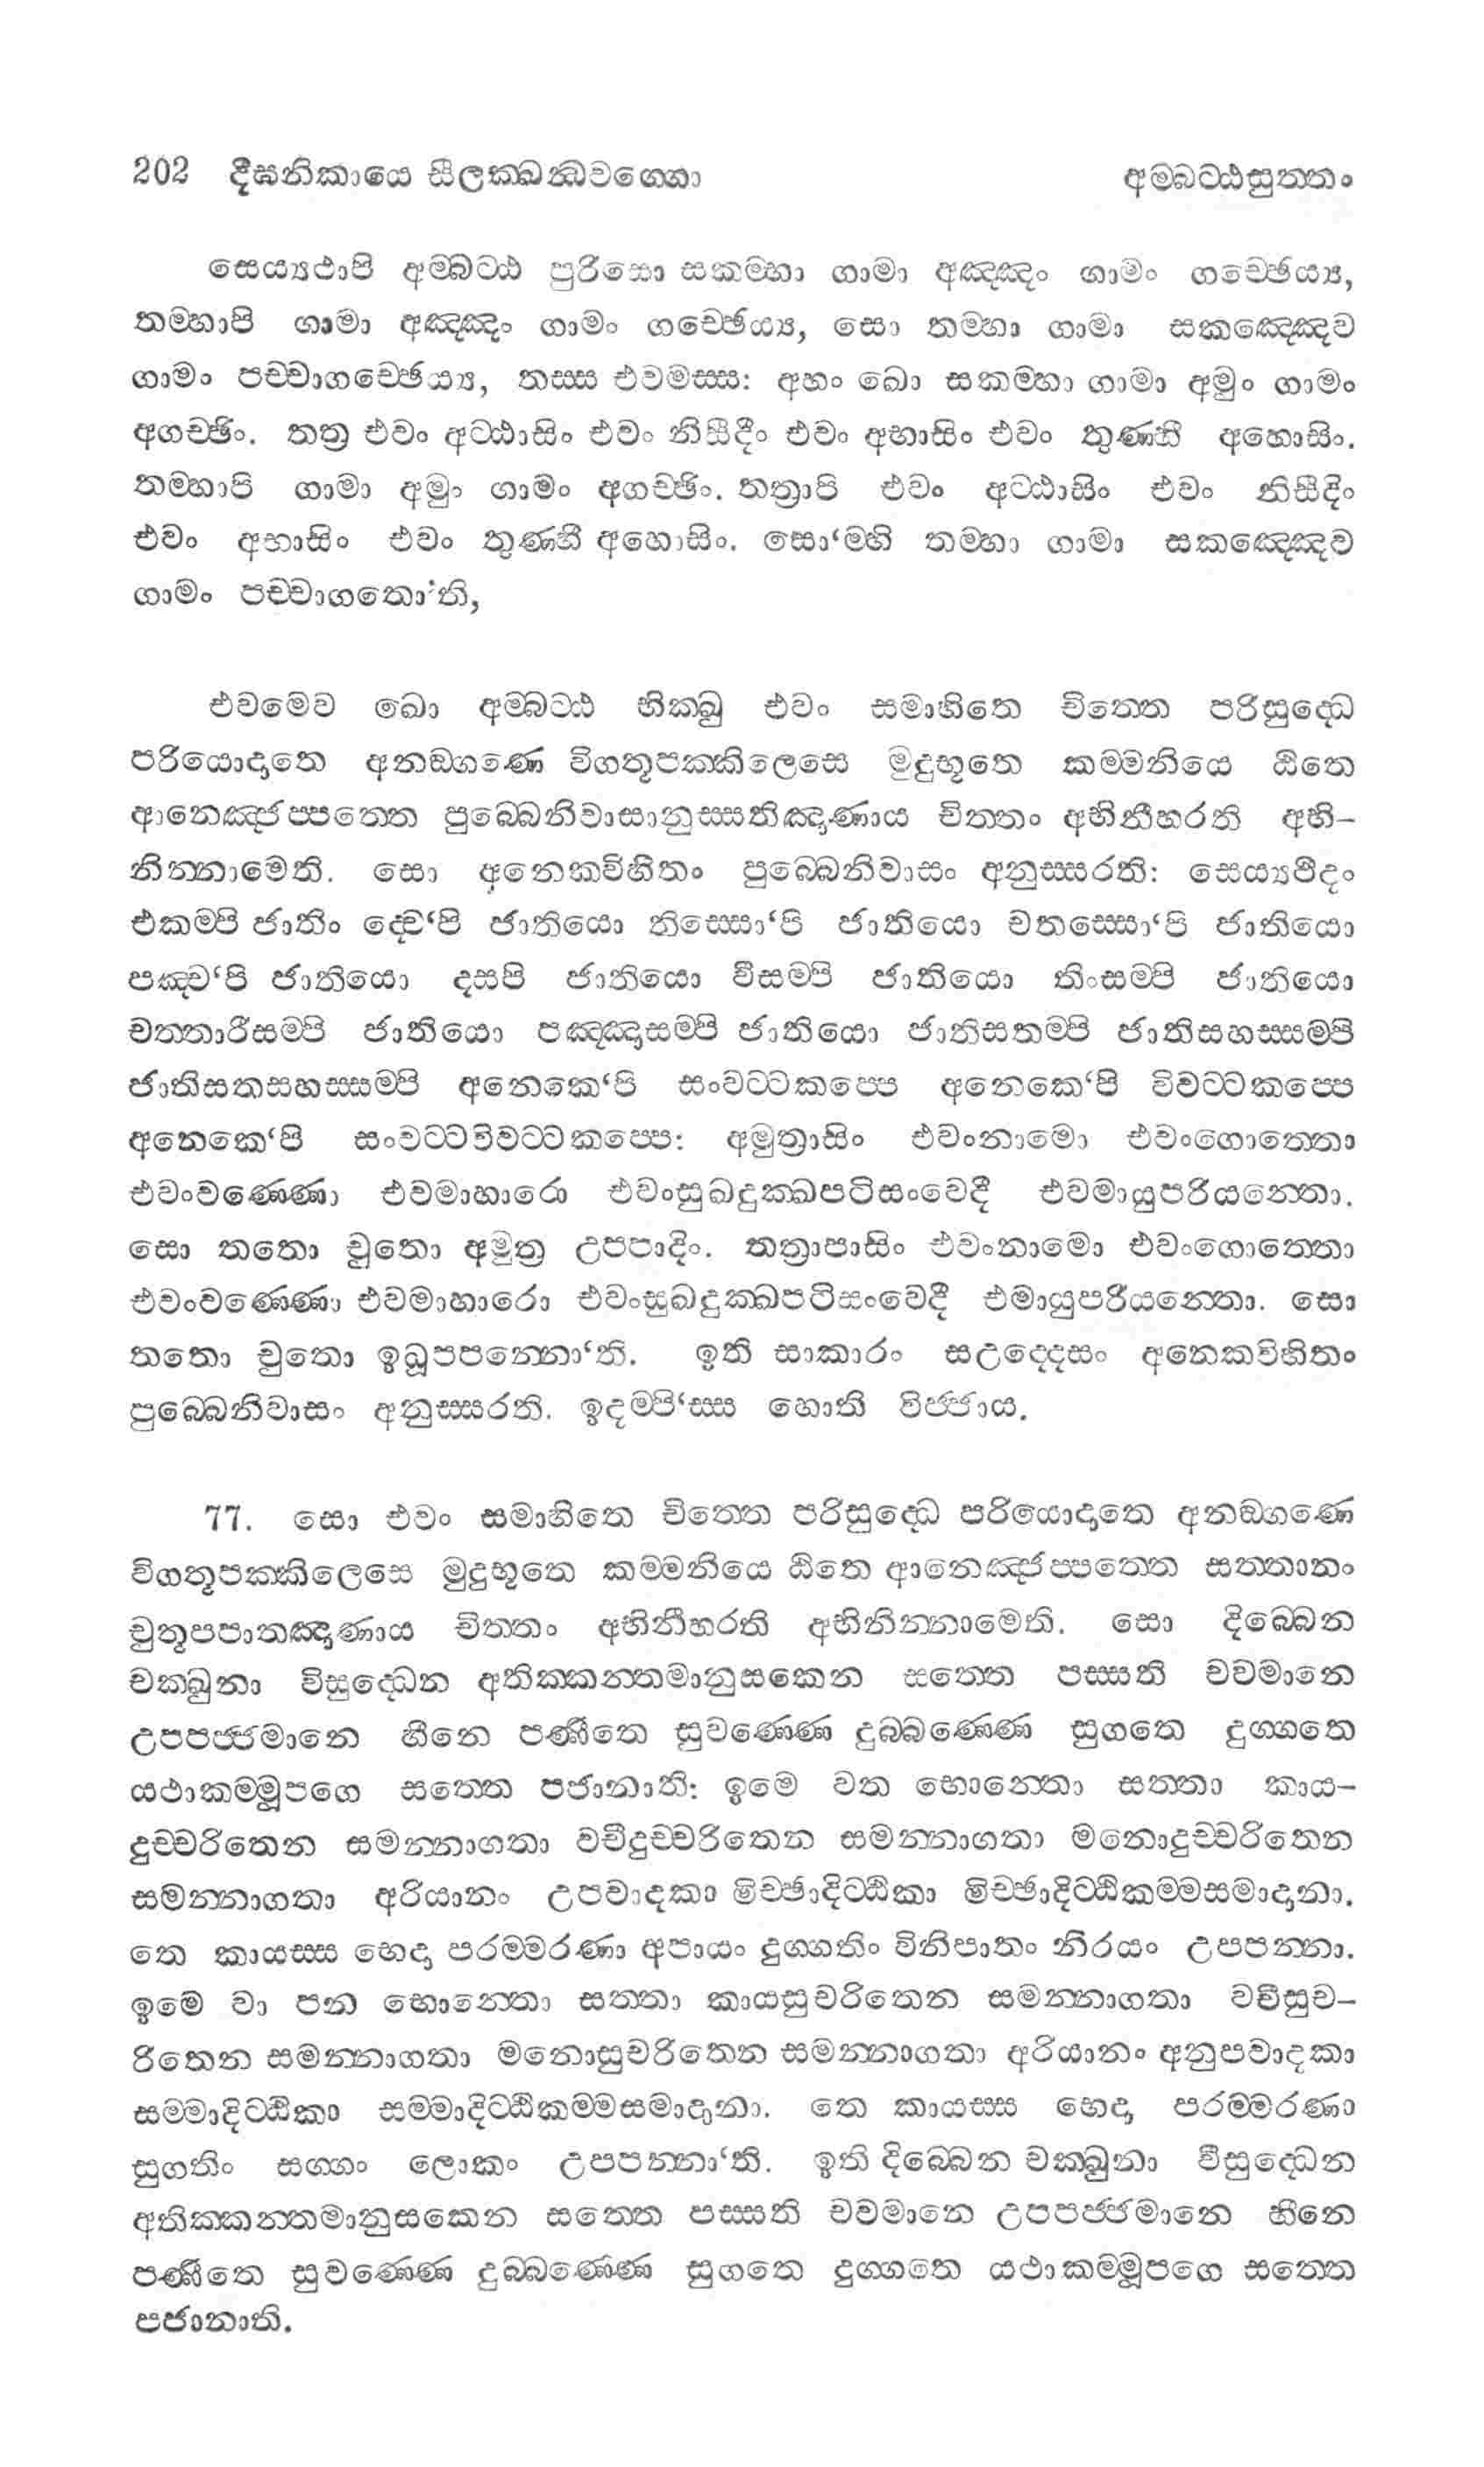 202 දීඝනිකායෙ සීලක්ඛන්ධවග්ගො අම්බට්ඨසුත්තං
සෙය්‍යථාපි අම්බට්ඨ පුරිසො සකම්හා ගාමා අඤ්ඤං ගාමං ගච්ඡෙය්‍ය,
තම්හාපි ගාමා අඤ්ඤං ගාමං ගච්ඡෙය්‍ය, සො තම්හා ගාමා සකඤ්ඤෙව
ගාමං පච්චාගච්ඡෙය්‍ය, තස්ස එවමස්ස: අහං ඛො සකම්හා ගාමා අමුං ගාමං
අගච්ඡිං. තත්‍ර එවං අට්ඨාසිං එවං නිසීදිං එවං අභාසිං එවං තුණ්හී අහොසිං.
තම්හාපි ගාමා අමුං ගාමං අගච්ඡිං. තත්‍රාපි එවං අට්ඨාසිං එවං නිසීදිං
එවං අභාසිං එවං තුණ්හී අහොසිං. සො‘ම්හි තම්හා ගාමා සකඤ්ඤෙව
ගාමං පච්චාගතො’ති,
එවමෙව ඛො අම්බට්ඨ භික්ඛු එවං සමාහිතෙ චිත්තෙ පරිසුද්ධෙ
පරියොදාතෙ අනඞ්ගණෙ විගතූපක්කිලෙසෙ මුදුභූතෙ කම්මනියෙ ඨිතෙ
ආනෙඤ්ජප්පත්තෙ පුබ්බෙනිවාසානුස්සතිඤාණාය චිත්තං අභිනීහරති අභි–
නින්නාමෙති. සො අනෙකවිහිතං පුබ්බෙනිවාසං අනුස්සරති: සෙය්‍යථිදං
එකම්පි ජාතිං ද්වෙ‘පි ජාතියො තිස්සො‘පි ජාතියො චතස්සො‘පි ජාතියො
පඤ්ච‘පි ජාතියො දසපි ජාතියො වීසම්පි ජාතියො තිංසම්පි ජාතියො
චත්තාරීසම්පි ජාතියො පඤ්ඤාසම්පි ජාතියො ජාතිසතම්පි ජාතිසහස්සම්පි
ජාතිසතසහස්සම්පි අනෙකෙ‘පි සංවට්ටකප්පෙ අනෙකෙ‘පි විවට්ටකප්පෙ
අනෙකෙ‘පි සංවට්ටවිවට්ටකප්පෙ: අමුත්‍රාසිං එවංනාමො එවංගොත්තො
එවංවණ්ණො එවමාහාරො එවංසුඛදුක්ඛපටිසංවෙදී එවමායුපරියන්තො.
සො තතො චුතො අමුත්‍ර උපපාදිං. තත්‍රාපාසිං එවංනාමො එවංගොත්තො
එවංවණ්ණො එවමාහාරො එවංසුඛදුක්ඛපටිසංවෙදී එමායුපරියන්තො. සො
තතො චුතො ඉධූපපන්නො‘ති. ඉති සාකාරං සඋද්දෙසං අනෙකවිහිතං
පුබ්බෙනිවාසං අනුස්සරති. ඉදම්පි‘ස්ස හොති විජ්ජාය.
77. සො එවං සමාහිතෙ චිත්තෙ පරිසුද්ධෙ පරියොදාතෙ අනඞ්ගණෙ
විගතූපක්කිලෙසෙ මුදුභූතෙ කම්මනියෙ ඨිතෙ ආනෙඤ්ජප්පත්තෙ සත්තානං
චුතූපපාතඤාණාය චිත්තං අභිනීහරති අභිනින්නාමෙති. සො දිබ්බෙන
චක්ඛුනා විසුද්ධෙන අතික්කන්තමානුසකෙන සත්තෙ පස්සති චවමානෙ
උපපජ්ජමානෙ හීනෙ පණීතෙ සුවණ්ණෙ දුබ්බණ්ණෙ සුගතෙ දුග්ගතෙ
යථාකම්මූපගෙ සත්තෙ පජානාති: ඉමෙ වත භොන්තො සත්තා කාය–
දුච්චරිතෙන සමන්නාගතා වචීදුච්චරිතෙන සමන්නාගතා මනොදුච්චරිතෙන
සමන්නාගතා අරියානං උපවාදකා මිච්ඡාදිට්ඨිකා මිච්ඡාදිට්ඨිකම්මසමාදානා.
තෙ කායස්ස භෙදා පරම්මරණා අපායං දුග්ගතිං විනිපාතං නිරයං උපපන්නා.
ඉමෙ වා පන භොන්තො සත්තා කායසුචරිතෙන සමන්නාගතා වචීසුච–
රිතෙන සමන්නාගතා මනොසුචරිතෙන සමන්නාගතා අරියානං අනුපවාදකා
සම්මාදිට්ඨිකා සම්මාදිට්ඨිකම්මසමාදානා. තෙ කායස්ස භෙදා පරම්මරණා
සුගතිං සග්ගං ලොකං උපපන්නා‘ති. ඉති දිබ්බෙන චක්ඛුනා විසුද්ධෙන
අතික්කන්තමානුසකෙන සත්තෙ පස්සති චවමානෙ උපපජ්ජමානෙ හීනෙ
පණීතෙ සුවණ්ණෙ දුබ්බණ්ණෙ සුගතෙ දුග්ගතෙ යථාකම්මූපගෙ සත්තෙ
පජානාති.